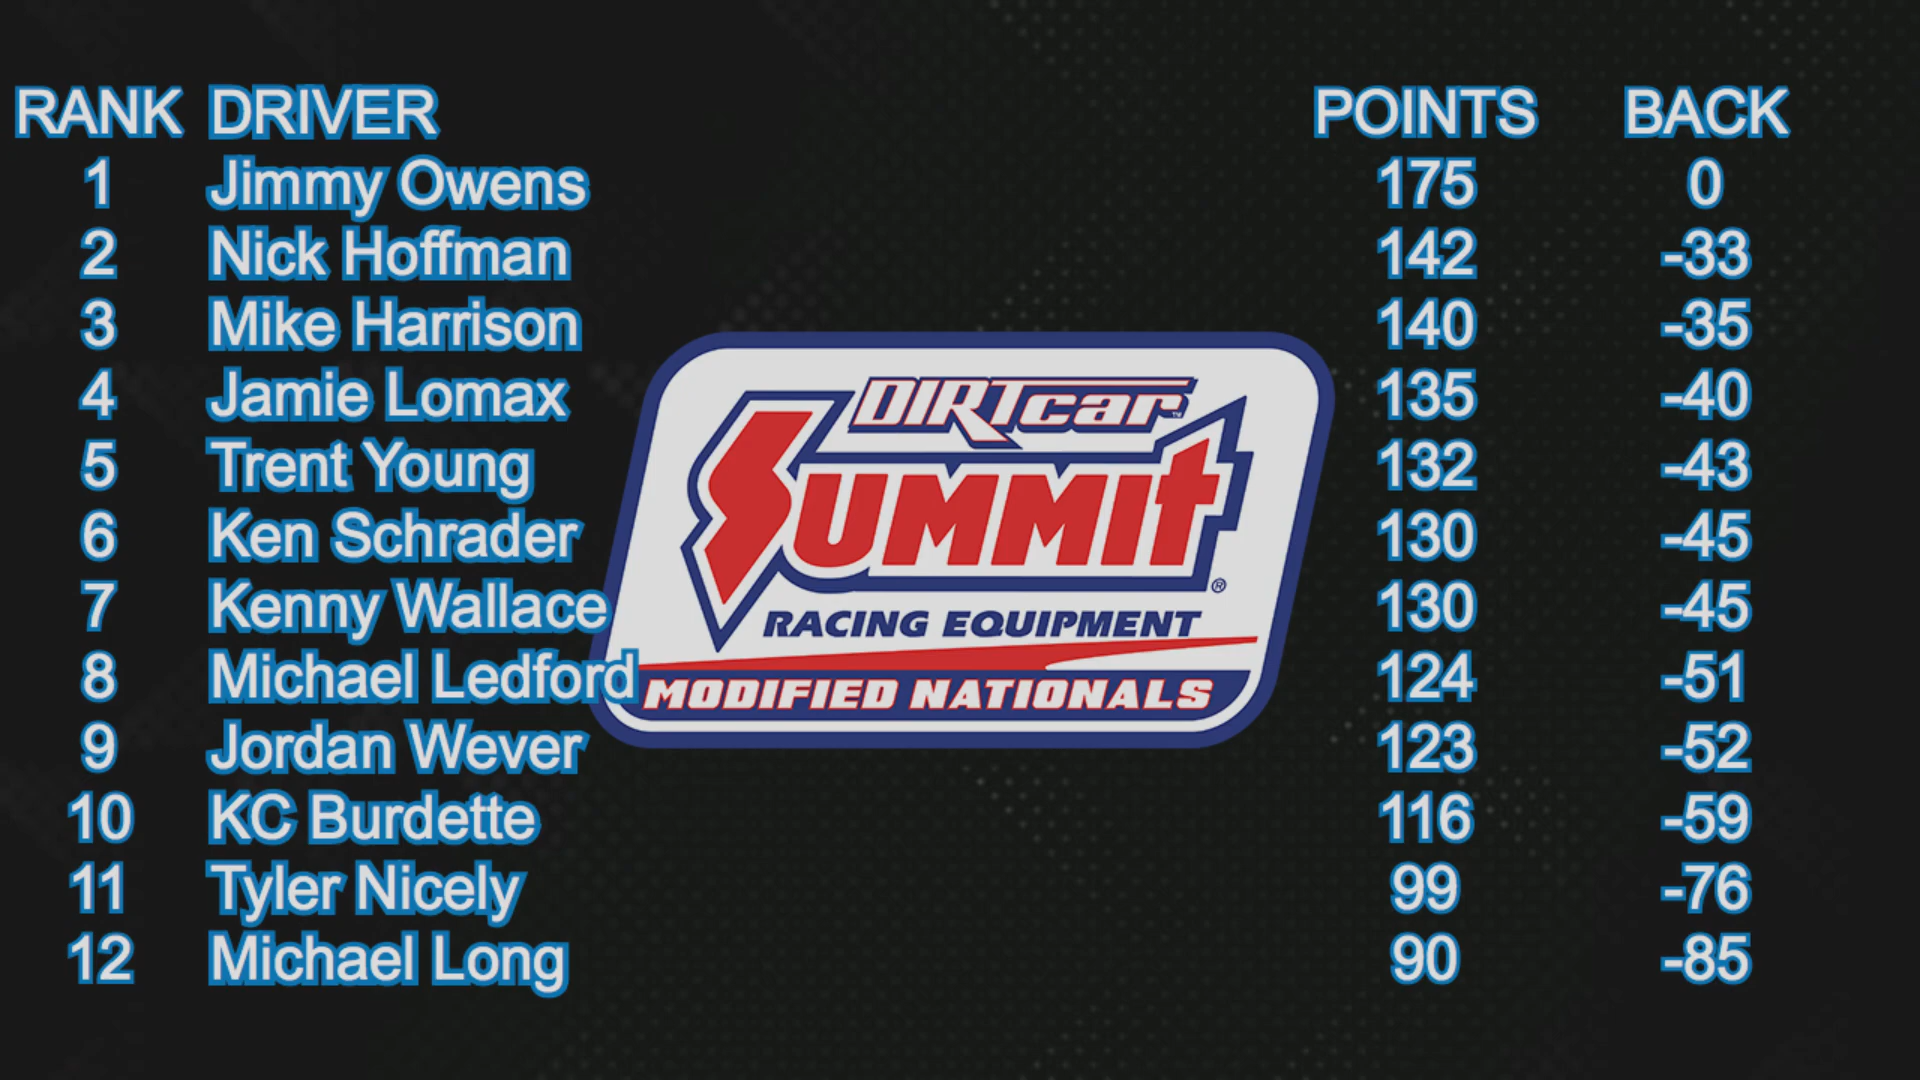 RANK DRIVER POINTS BACK
1 Jimmy Owens 175 0
2 Nick Hoffman 142 -33
3 Mike Harrison 140 -35
4 Jamie Lomax 135 -40
5 Trent Young 132 -43
6 Ken Schrader 130 -45
7 Kenny Wallace 130 -45
8 Michael Ledford 124 -51
9 Jordan Wever 123 -52
10 KC Burdette 116 -59
11 Tyler Nicely 99 -76
12 Michael Long 90 -85
DIRTcar™
SUMMIT®
RACING EQUIPMENT
MODIFIED NATIONALS